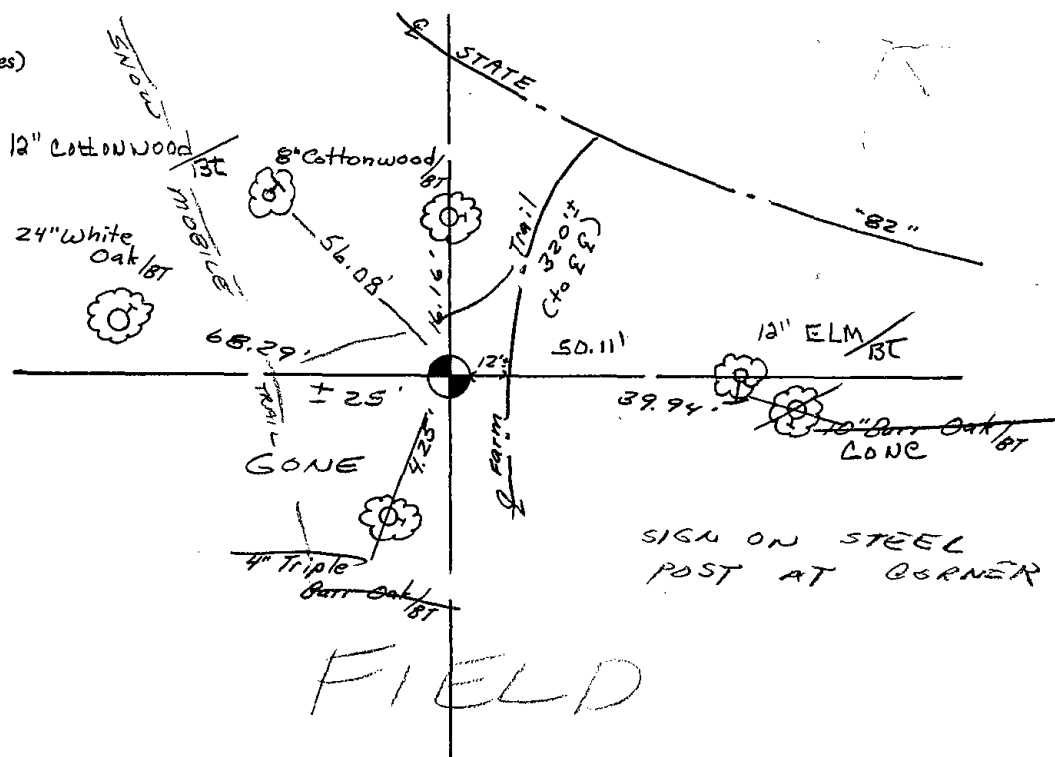 es)
℄
STATE
"82"
SNOW
MOBILE
TRAIL
12" COTTONWOOD/BT
8" Cottonwood/BT
24" White
Oak/BT
56.08'
16.16'
Trail
320'±
(to ℄ ℄)
68.29'
± 25'
12'±
50.11'
12" ELM/BT
39.94'
10" Burr Oak/BT
GONE
GONE
4.25'
℄ Farm
4" Triple
Burr Oak/BT
SIGN ON STEEL
POST AT CORNER
FIELD